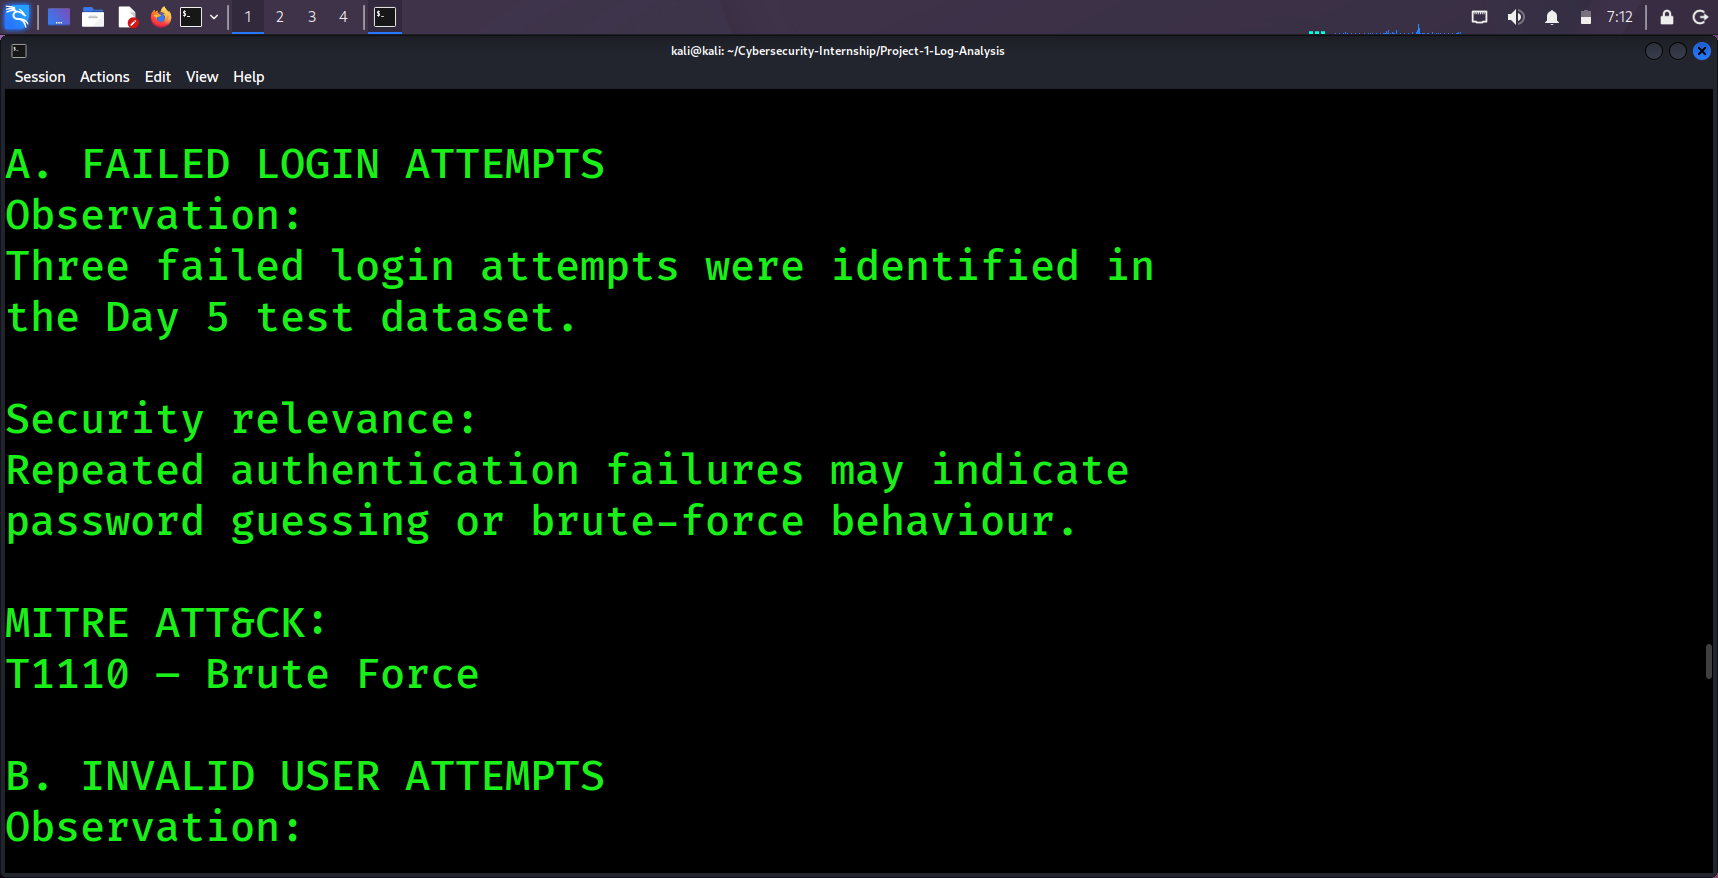 1 2 3 4 7:12
kali@kali: ~/Cybersecurity-Internship/Project-1-Log-Analysis
Session Actions Edit View Help
A. FAILED LOGIN ATTEMPTS
Observation:
Three failed login attempts were identified in
the Day 5 test dataset.
Security relevance:
Repeated authentication failures may indicate
password guessing or brute-force behaviour.
MITRE ATT&CK:
T1110 – Brute Force
B. INVALID USER ATTEMPTS
Observation: